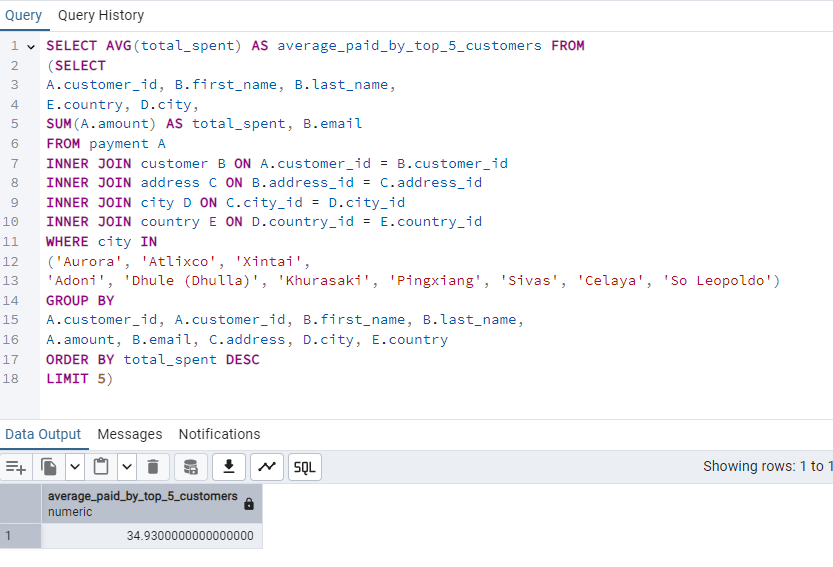 Query Query History
1 SELECT AVG(total_spent) AS average_paid_by_top_5_customers FROM
2 (SELECT
3 A.customer_id, B.first_name, B.last_name,
4 E.country, D.city,
5 SUM(A.amount) AS total_spent, B.email
6 FROM payment A
7 INNER JOIN customer B ON A.customer_id = B.customer_id
8 INNER JOIN address C ON B.address_id = C.address_id
9 INNER JOIN city D ON C.city_id = D.city_id
10 INNER JOIN country E ON D.country_id = E.country_id
11 WHERE city IN
12 ('Aurora', 'Atlixco', 'Xintai',
13 'Adoni', 'Dhule (Dhulla)', 'Khurasaki', 'Pingxiang', 'Sivas', 'Celaya', 'So Leopoldo')
14 GROUP BY
15 A.customer_id, A.customer_id, B.first_name, B.last_name,
16 A.amount, B.email, C.address, D.city, E.country
17 ORDER BY total_spent DESC
18 LIMIT 5)
Data Output Messages Notifications
SQL Showing rows: 1 to 1
average_paid_by_top_5_customers
numeric
1 34.9300000000000000